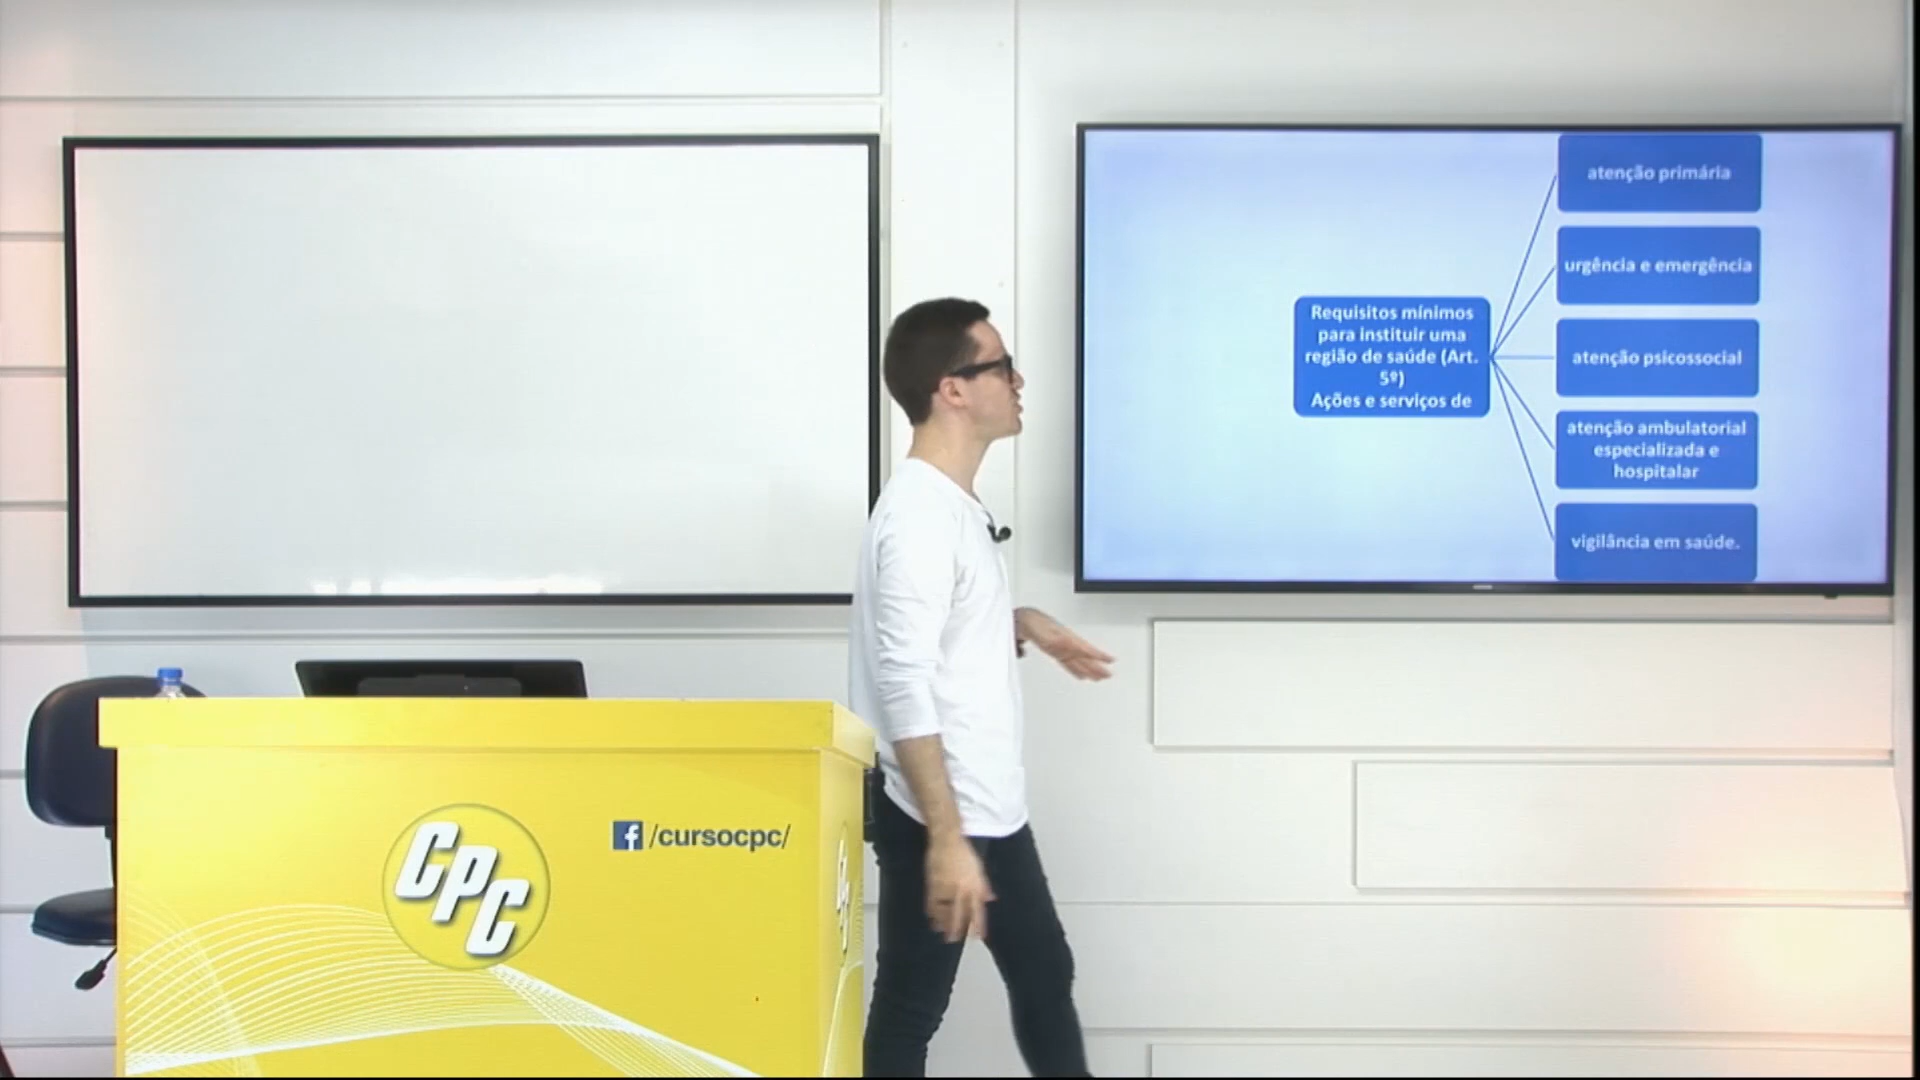 atenção primária
urgência e emergência
Requisitos mínimos
para instituir uma
região de saúde (Art.
5º)
Ações e serviços de
atenção psicossocial
atenção ambulatorial
especializada e
hospitalar
vigilância em saúde.
/cursocpc/
CPC
CPC